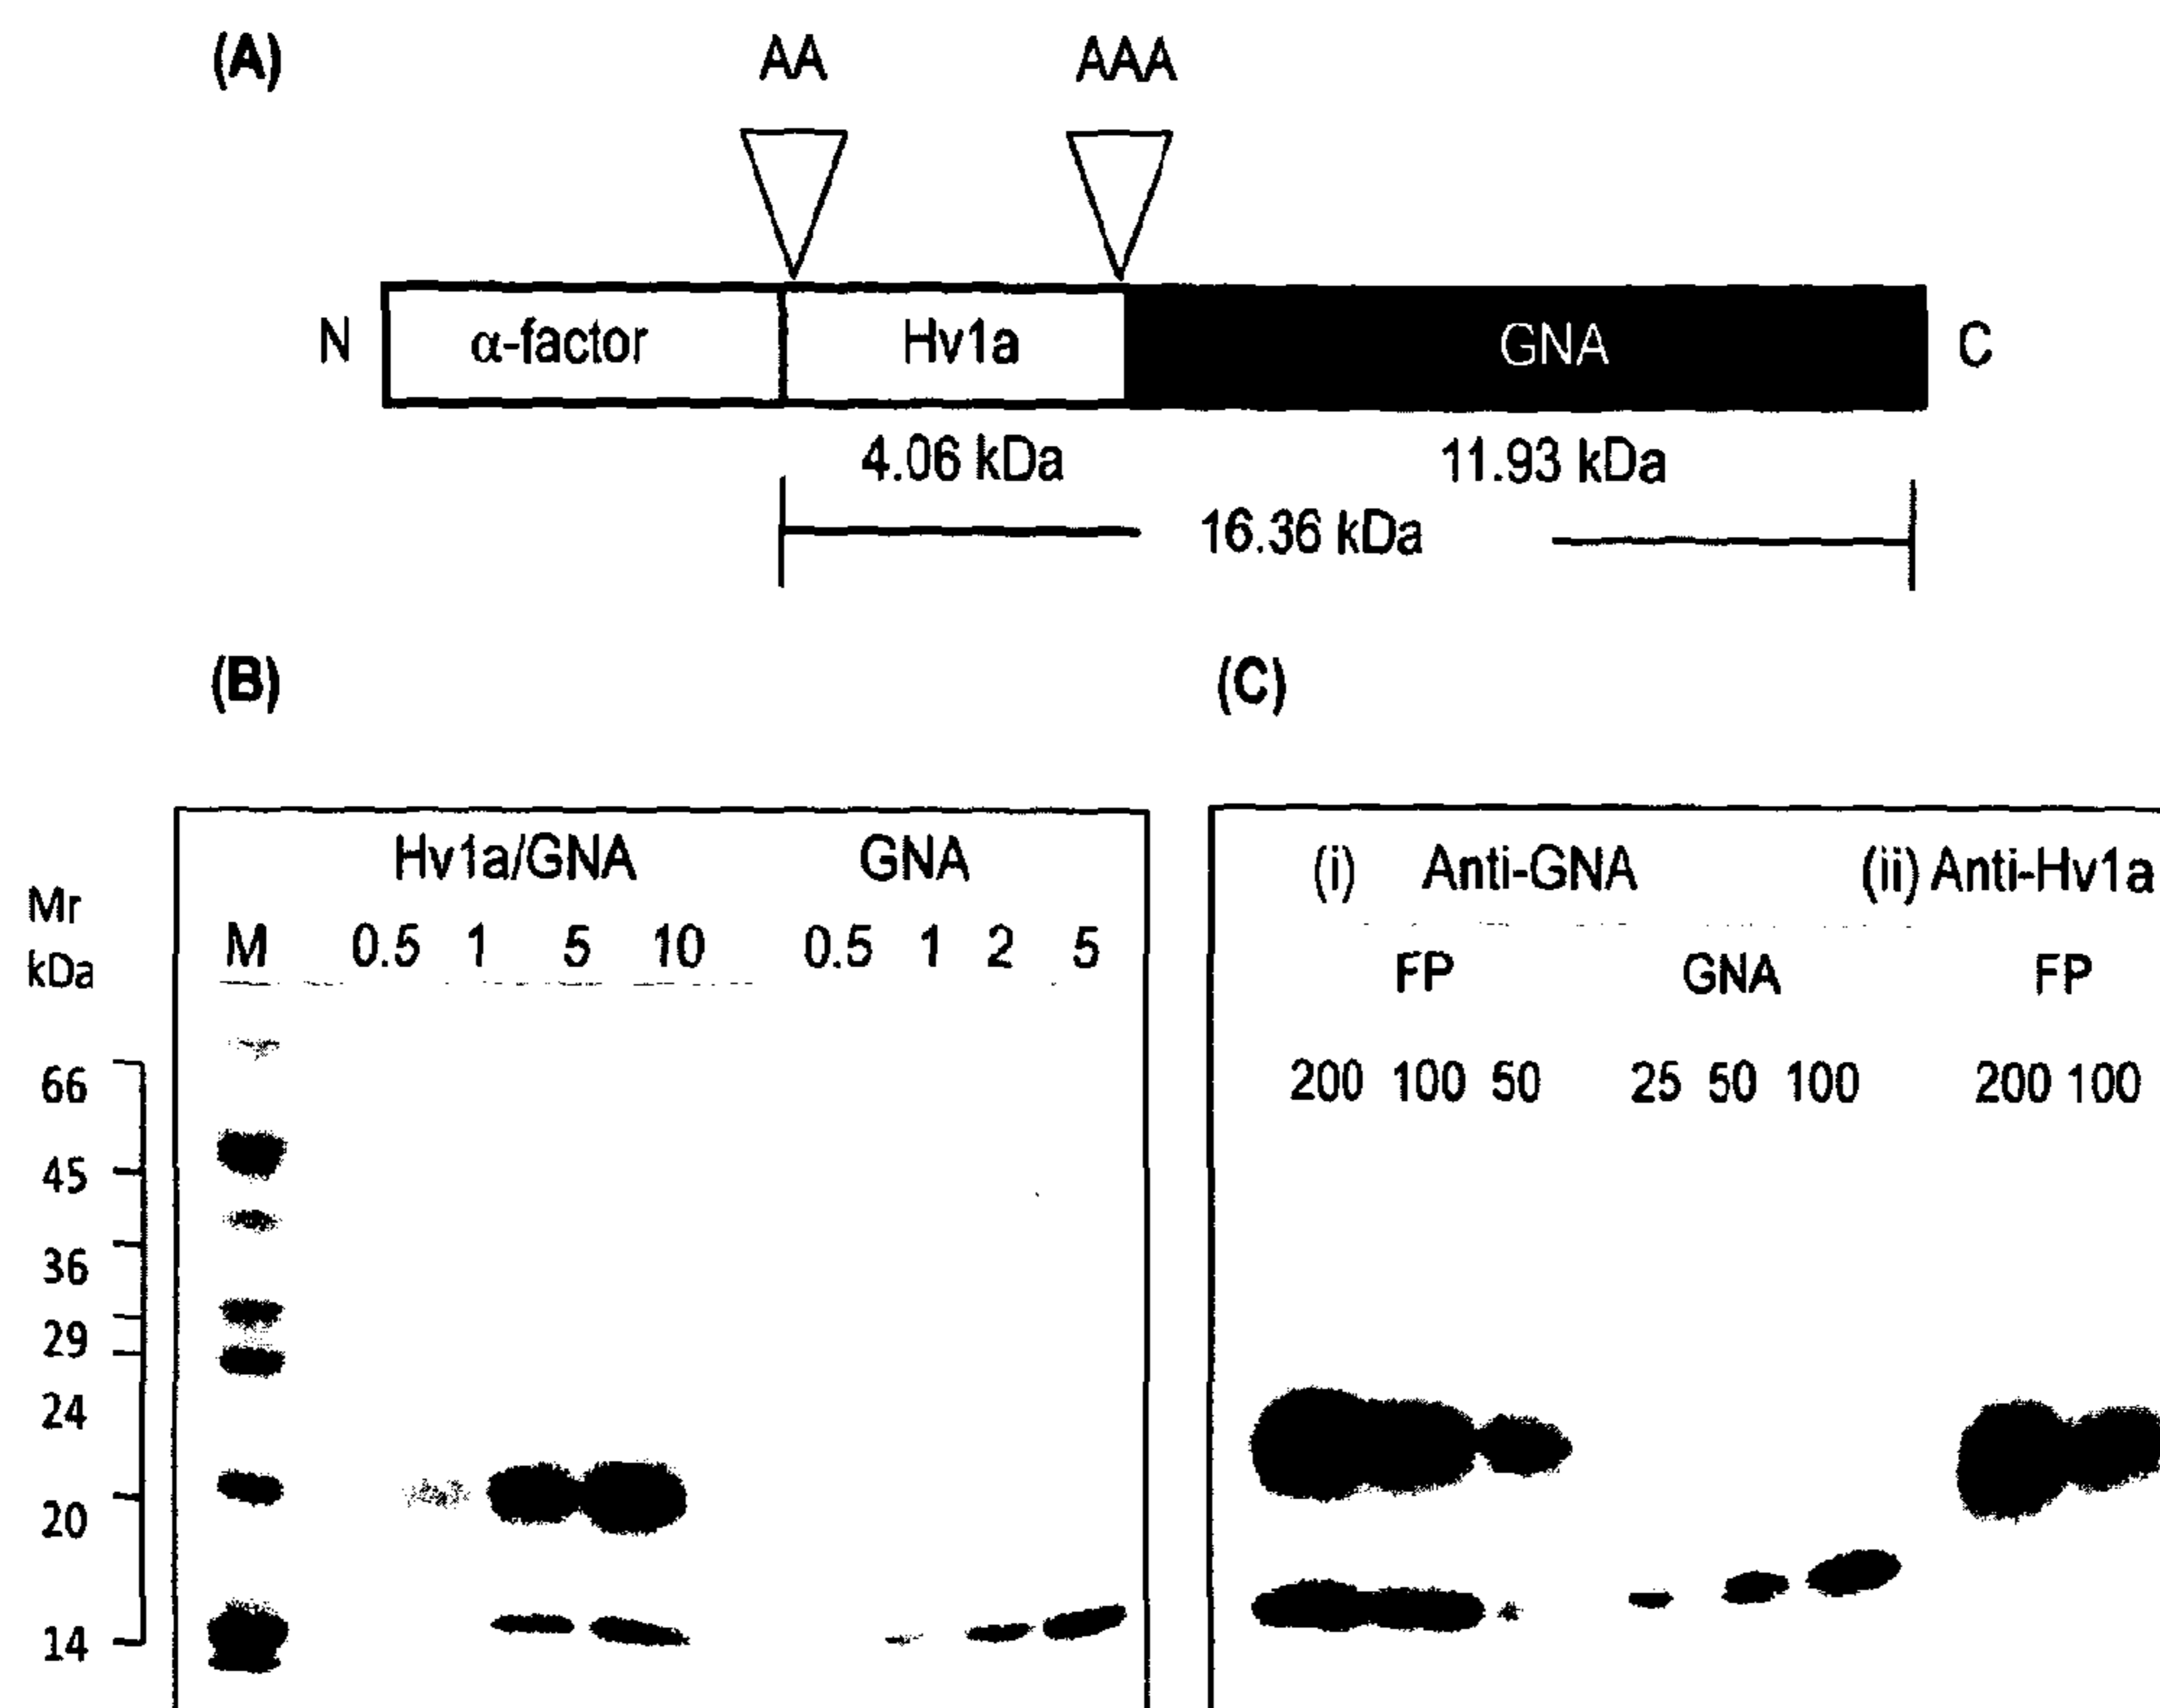 (A)
AA AAA
N α-factor Hv1a GNA C
4.06 kDa 11.93 kDa
16.36 kDa
(B)
Hv1a/GNA GNA
Mr
kDa
M 0.5 1 5 10 0.5 1 2 5
66
45
36
29
24
20
14
(C)
(i) Anti-GNA (ii) Anti-Hv1a
FP GNA FP
200 100 50 25 50 100 200 100